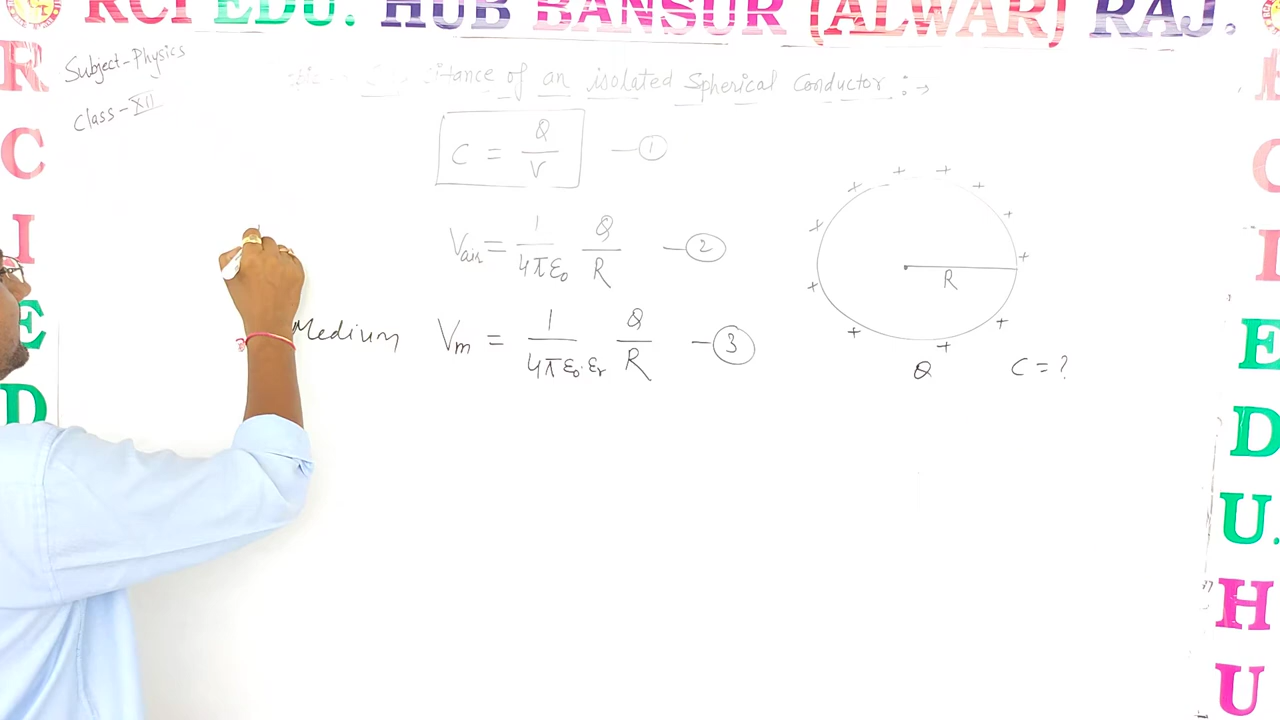 RCI EDU. HUB BANSUR (ALWAR) RAJ.
R
C
I
E
D
Subject-Physics
Class-XII
of an isolated Spherical Conductor :→
C = Q/V —①
Vair = 1/4πε₀ Q/R —②
Medium Vm = 1/4πε₀.εr Q/R —③
+ + + + + + + + + + + +
R
Q C = ?
I
C
I
E
D
U.
H
U